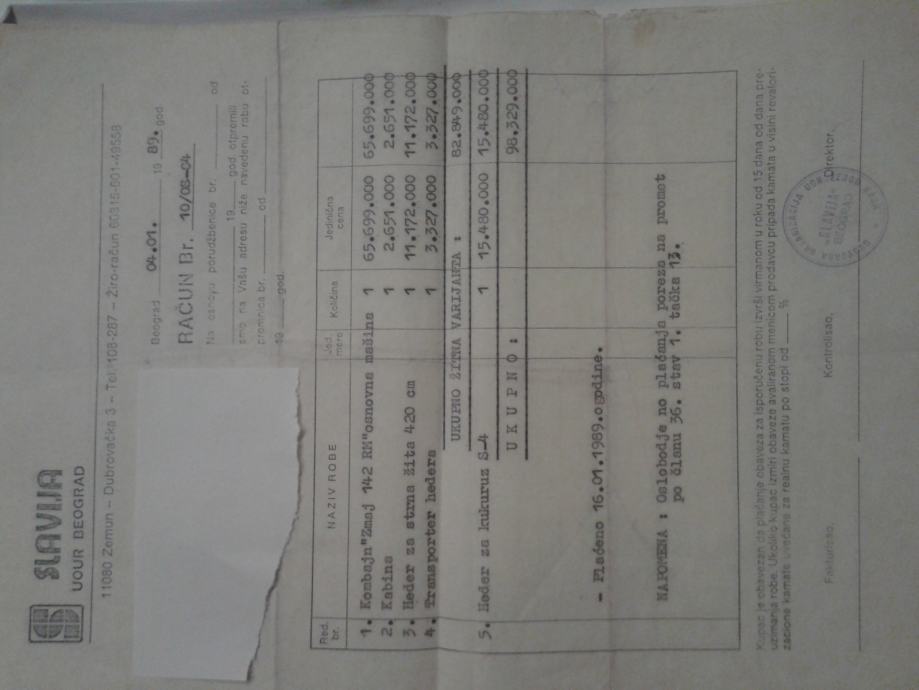 SLAVIJA
UOUR BEOGRAD
11080 Zemun – Dubrovačka 3 – Tel. 108-287 – Žiro-račun 60815-601-49558
Beograd 04.01. 19 89. god.
RAČUN Br. 10/08-04
Na osnovu porudžbenice br. od
19 god. otpremili
smo na Vašu adresu niže navedenu robu ot-
premnica br. od
19 god.
Red. br. NAZIV ROBE Jed. mere Količina Jedinična cena
1. Kombajn"Zmaj 142 RM"osnovna mašina 1 65.699.000 65.699.000
2. Kabina 1 2.651.000 2.651.000
3. Heder za strna žita 420 cm 1 11.172.000 11.172.000
4. Transporter hedera 1 3.327.000 3.327.000
UKUPNO ŽITNA VARIJANTA : 82.849.000
5. Heder za kukuruz S-4 1 15.480.000 15.480.000
U K U P N O : 98.329.000
- Plaćeno 16.01.1989.ogodine.
NAPOMENA : Oslobodje no plaćanja poreza na promet
po članu 36. stav 1. tačka 13.
Kupac je obavezan da plaćanje obaveza za isporučenu robu izvrši virmanom u roku od 15 dana od dana pre-
uzimanja robe. Ukoliko kupac izmiri obaveze avaliranom menicom prodavcu pripada kamata u visini revalori-
zacione kamate uvećane za realnu kamatu po stopi od %
Fakturisao, Kontrolisao, Direktor,
"SLAVIJA"
BEOGRAD